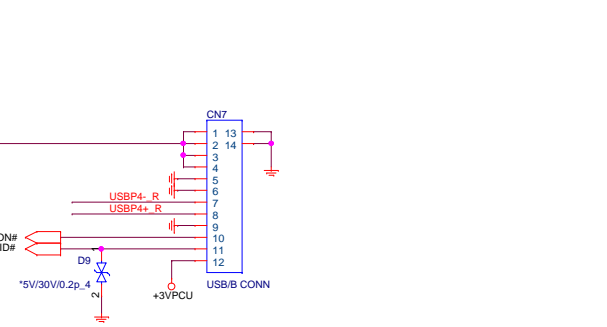 CN7
1 13
2 14
3
4
5
6
USBP4-_R 7
USBP4+_R 8
9
ON# 10
ID# 11
1
D9 12
*5V/30V/0.2p_4
2
+3VPCU
USB/B CONN